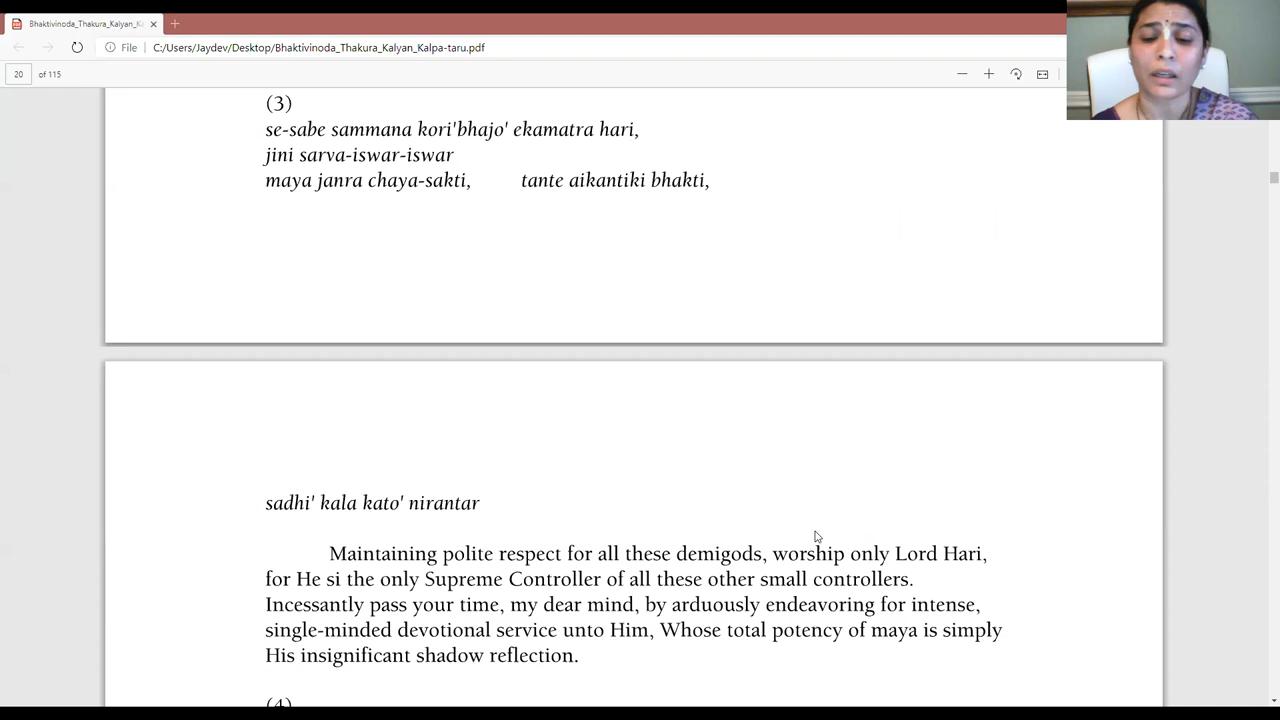 Bhaktivinoda_Thakura_Kalyan_K
File
C:/Users/Jaydev/Desktop/Bhaktivinoda_Thakura_Kalyan_Kalpa-taru.pdf
20 of 115
(3)
se-sabe sammana kori'bhajo' ekamatra hari,
jini sarva-iswar-iswar
maya janra chaya-sakti, tante aikantiki bhakti,
sadhi' kala kato' nirantar
Maintaining polite respect for all these demigods, worship only Lord Hari,
for He si the only Supreme Controller of all these other small controllers.
Incessantly pass your time, my dear mind, by arduously endeavoring for intense,
single-minded devotional service unto Him, Whose total potency of maya is simply
His insignificant shadow reflection.
(4)